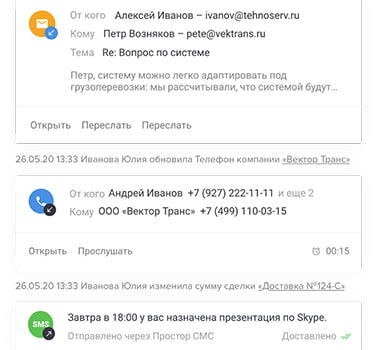 От кого Алексей Иванов – ivanov@tehnoserv.ru
Кому Петр Возняков – pete@vektrans.ru
Тема Re: Вопрос по системе
Петр, систему можно легко адаптировать под
грузоперевозки: мы рассчитывали, что системой будут...
Открыть Переслать Переслать
26.05.20 13:33 Иванова Юлия обновила Телефон компании «Вектор Транс»
От кого Андрей Иванов +7 (927) 222-11-11 и еще 2
Кому ООО «Вектор Транс» +7 (499) 110-03-15
Открыть Прослушать 00:15
26.05.20 13:33 Иванова Юлия изменила сумму сделки «Доставка №124-С»
SMS Завтра в 18:00 у вас назначена презентация по Skype.
Отправлено через Простор СМС Доставлено